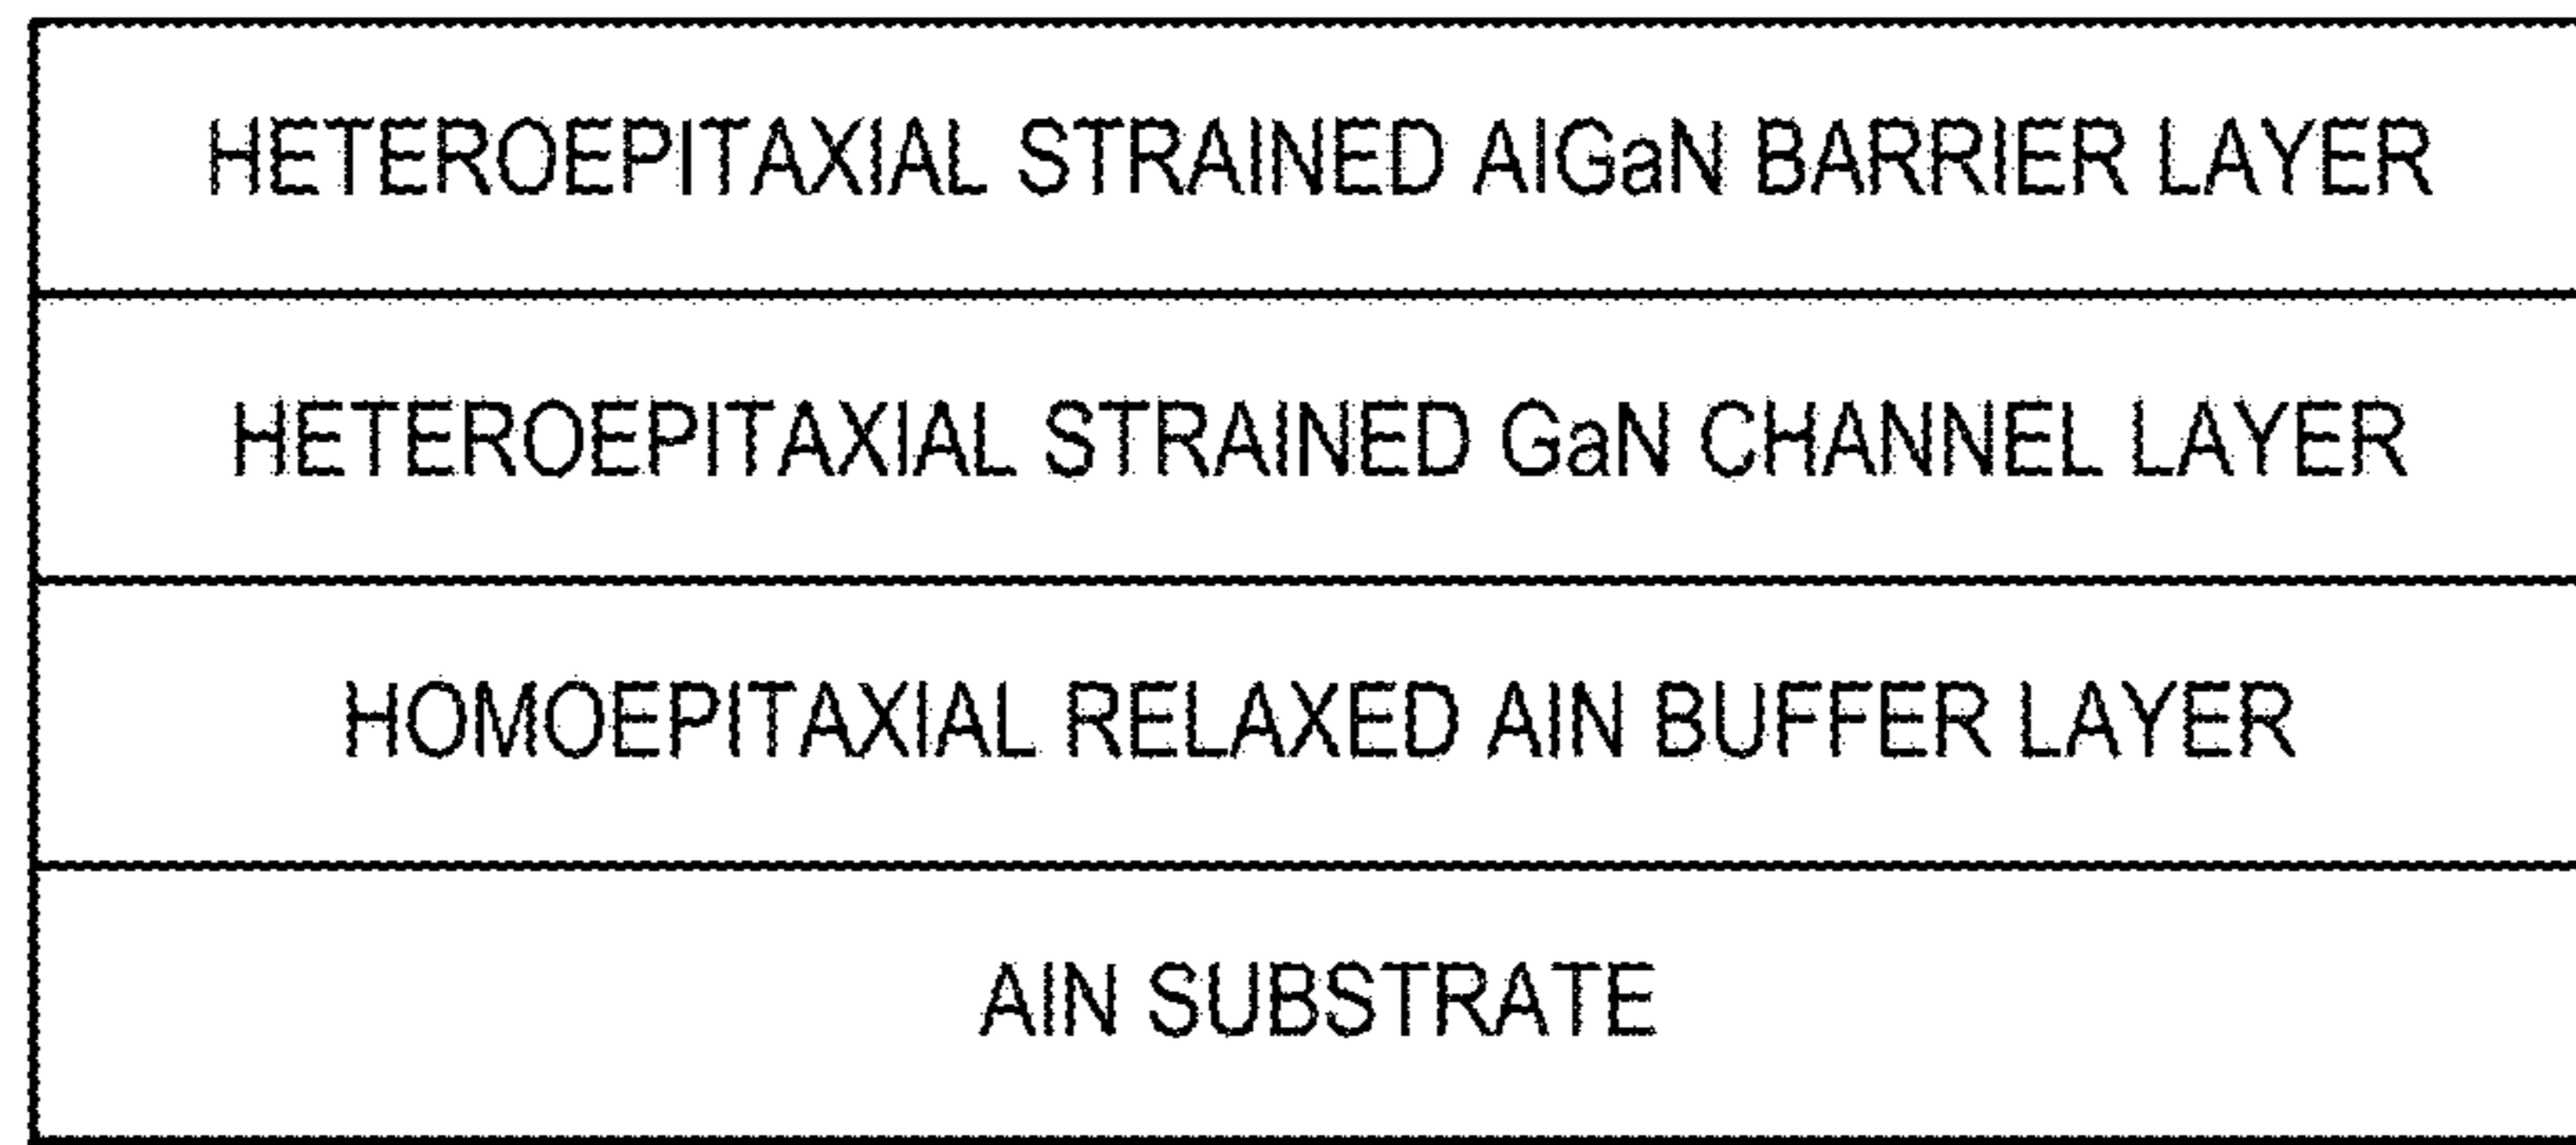 HETEROEPITAXIAL STRAINED AlGaN BARRIER LAYER
HETEROEPITAXIAL STRAINED GaN CHANNEL LAYER
HOMOEPITAXIAL RELAXED AlN BUFFER LAYER
AlN SUBSTRATE